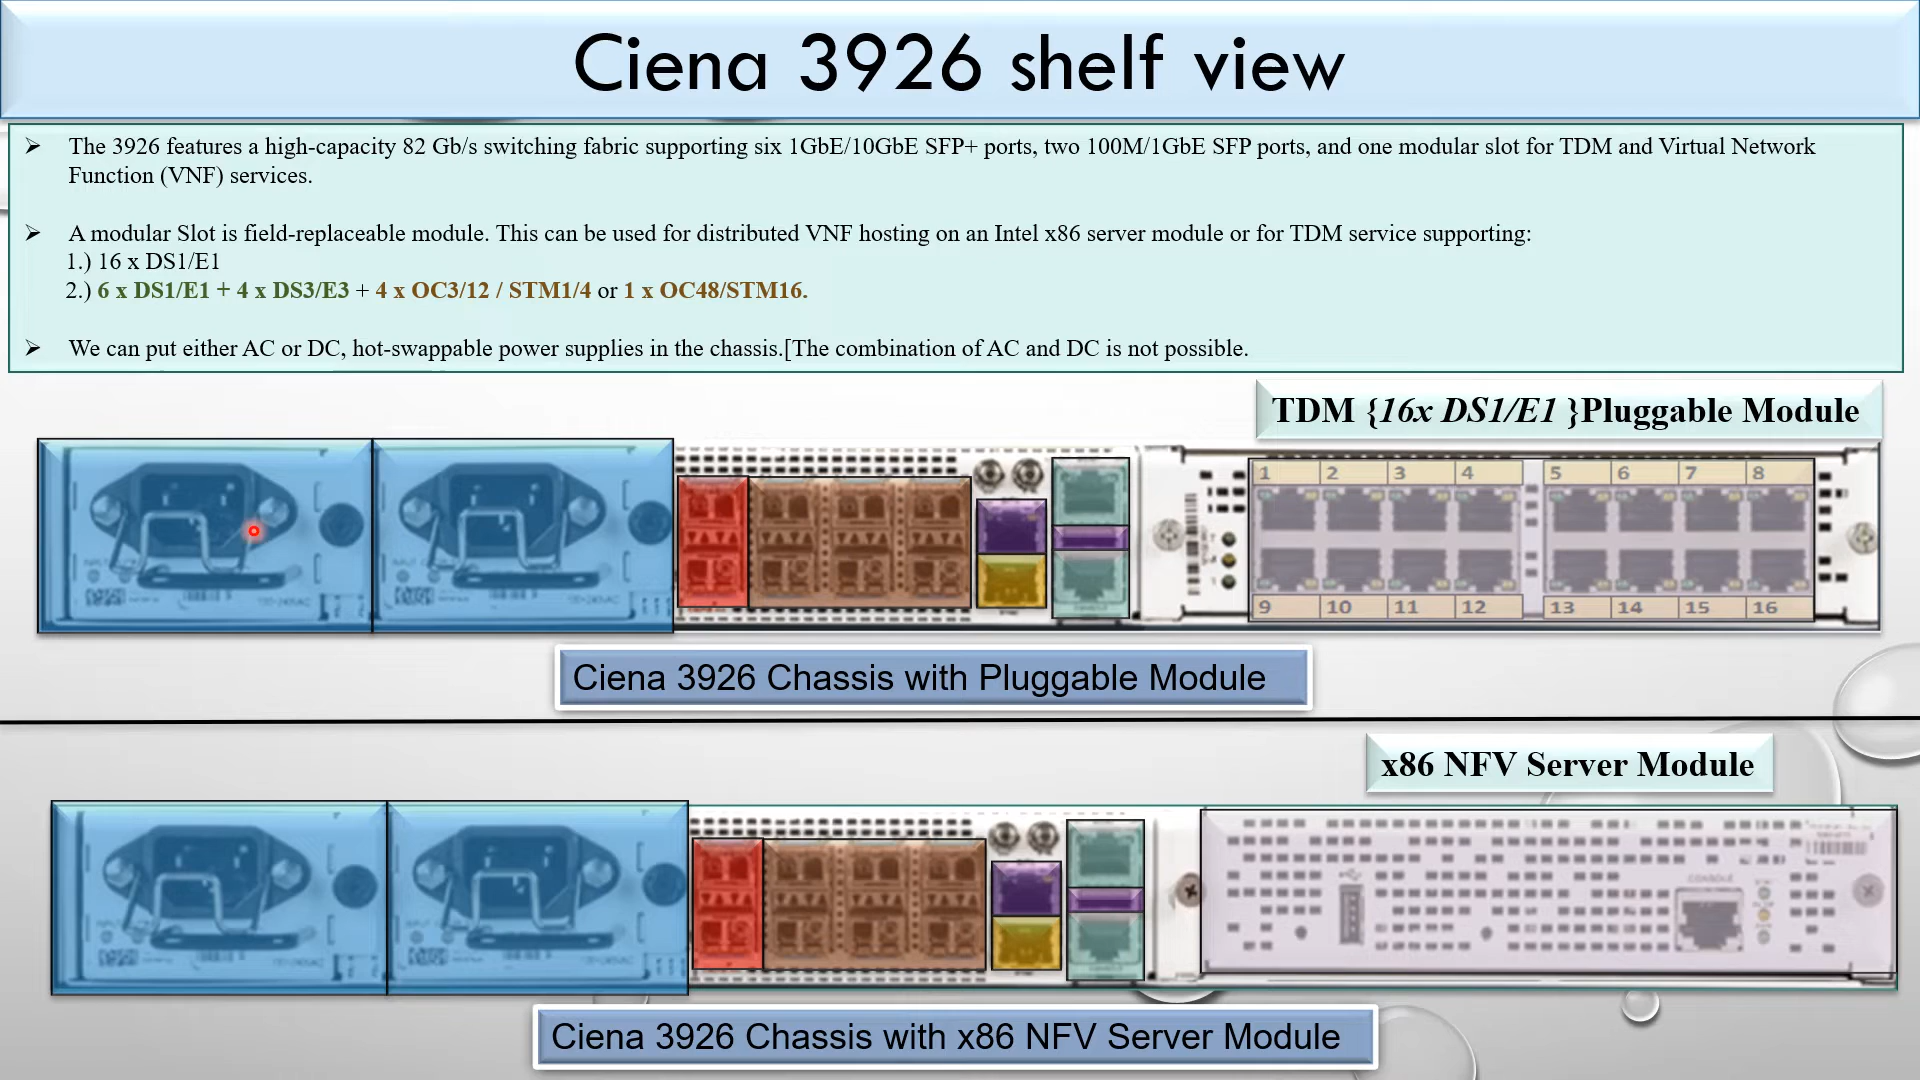 Ciena 3926 shelf view
➢ The 3926 features a high-capacity 82 Gb/s switching fabric supporting six 1GbE/10GbE SFP+ ports, two 100M/1GbE SFP ports, and one modular slot for TDM and Virtual Network
Function (VNF) services.
➢ A modular Slot is field-replaceable module. This can be used for distributed VNF hosting on an Intel x86 server module or for TDM service supporting:
1.) 16 x DS1/E1
2.) 6 x DS1/E1 + 4 x DS3/E3 + 4 x OC3/12 / STM1/4 or 1 x OC48/STM16.
➢ We can put either AC or DC, hot-swappable power supplies in the chassis.[The combination of AC and DC is not possible.
TDM {16x DS1/E1 }Pluggable Module
1 2 3 4 5 6 7 8
9 10 11 12 13 14 15 16
Ciena 3926 Chassis with Pluggable Module
x86 NFV Server Module
CONSOLE
Ciena 3926 Chassis with x86 NFV Server Module